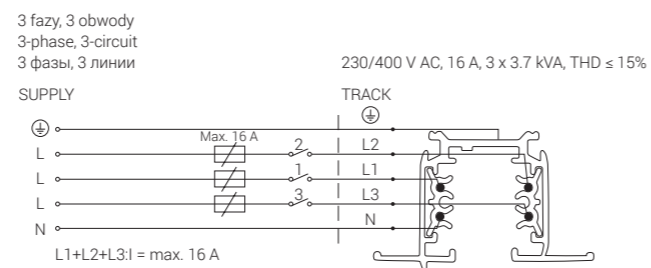 3 fazy, 3 obwody
3-phase, 3-circuit
3 фазы, 3 линии
230/400 V AC, 16 A, 3 x 3.7 kVA, THD ≤ 15%
SUPPLY
TRACK
Max. 16 A
L
2
L2
L
1
L1
L
3
L3
N
N
L1+L2+L3:I = max. 16 A